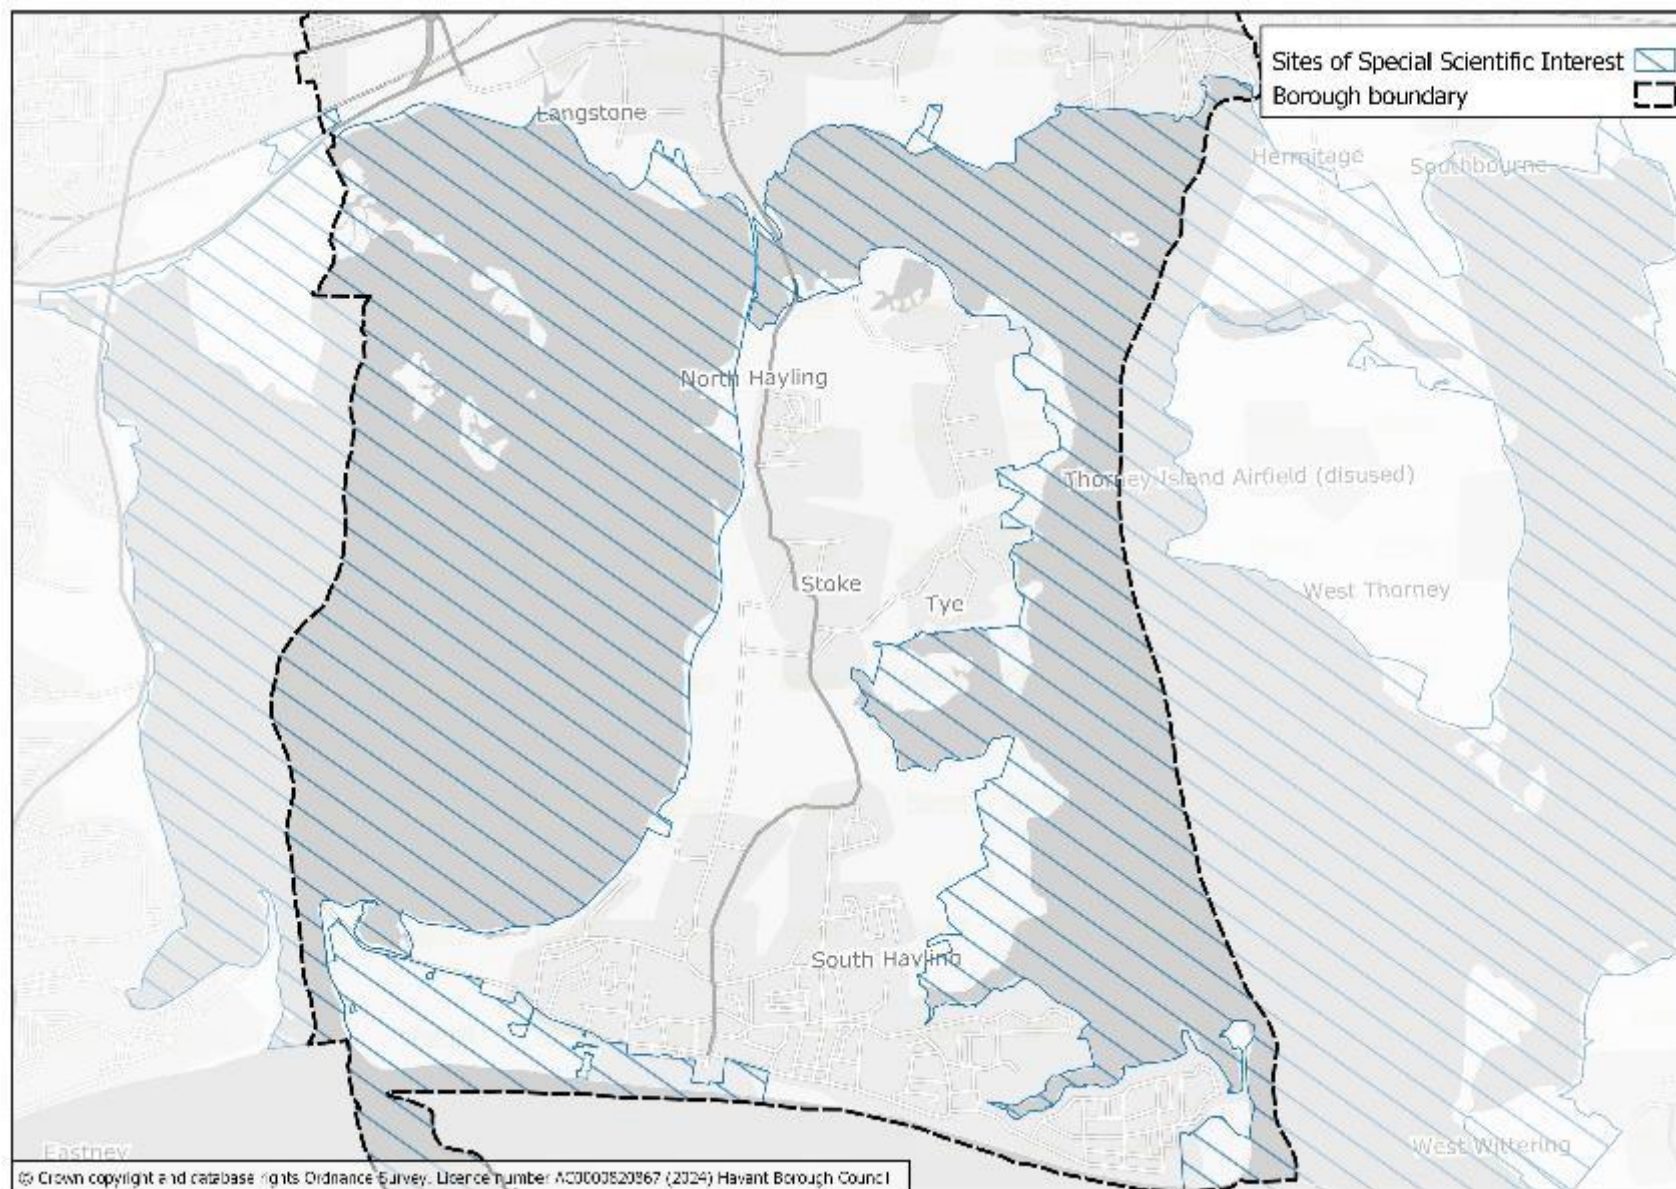 Sites of Special Scientific Interest
Borough boundary
Langstone
Hermitage
Southbourne
North Hayling
Thorney Island Airfield (disused)
Stoke
Tye
West Thorney
South Hayling
Eastney
West Wittering
© Crown copyright and database rights Ordnance Survey. Licence number AC0000820867 (2024) Havant Borough Council